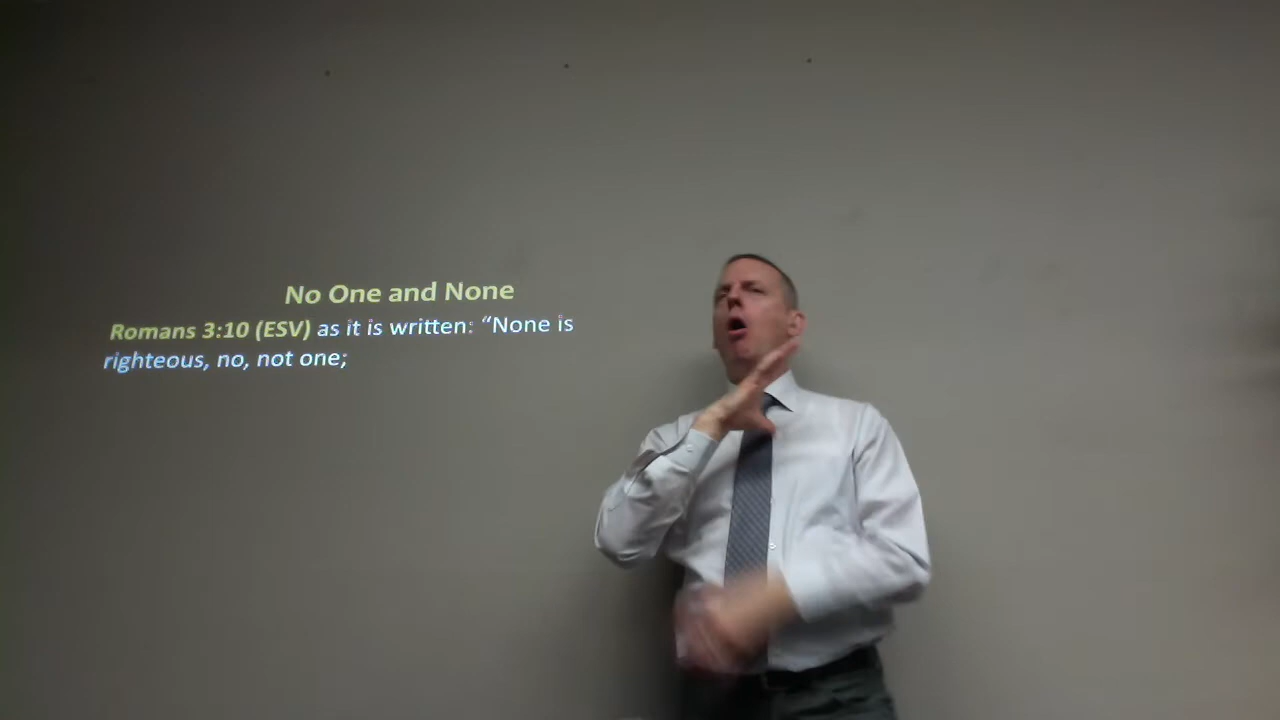 No One and None
Romans 3:10 (ESV) as it is written: “None is
righteous, no, not one;